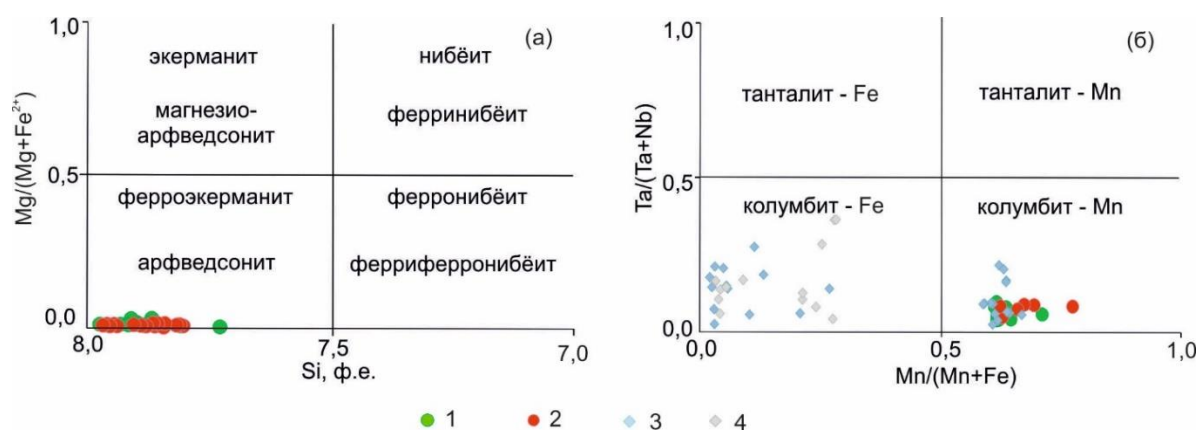 1,0
(а)
экерманит
нибёит
магнезио-
арфведсонит
ферринибёит
Mg/(Mg+Fe²⁺)
0,5
ферроэкерманит
ферронибёит
арфведсонит
ферриферронибёит
0,0
8,0
7,5
7,0
Si, ф.е.
1,0
(б)
танталит - Fe
танталит - Mn
Ta/(Ta+Nb)
0,5
колумбит - Fe
колумбит - Mn
0,0
0,0
0,5
1,0
Mn/(Mn+Fe)
1
2
3
4